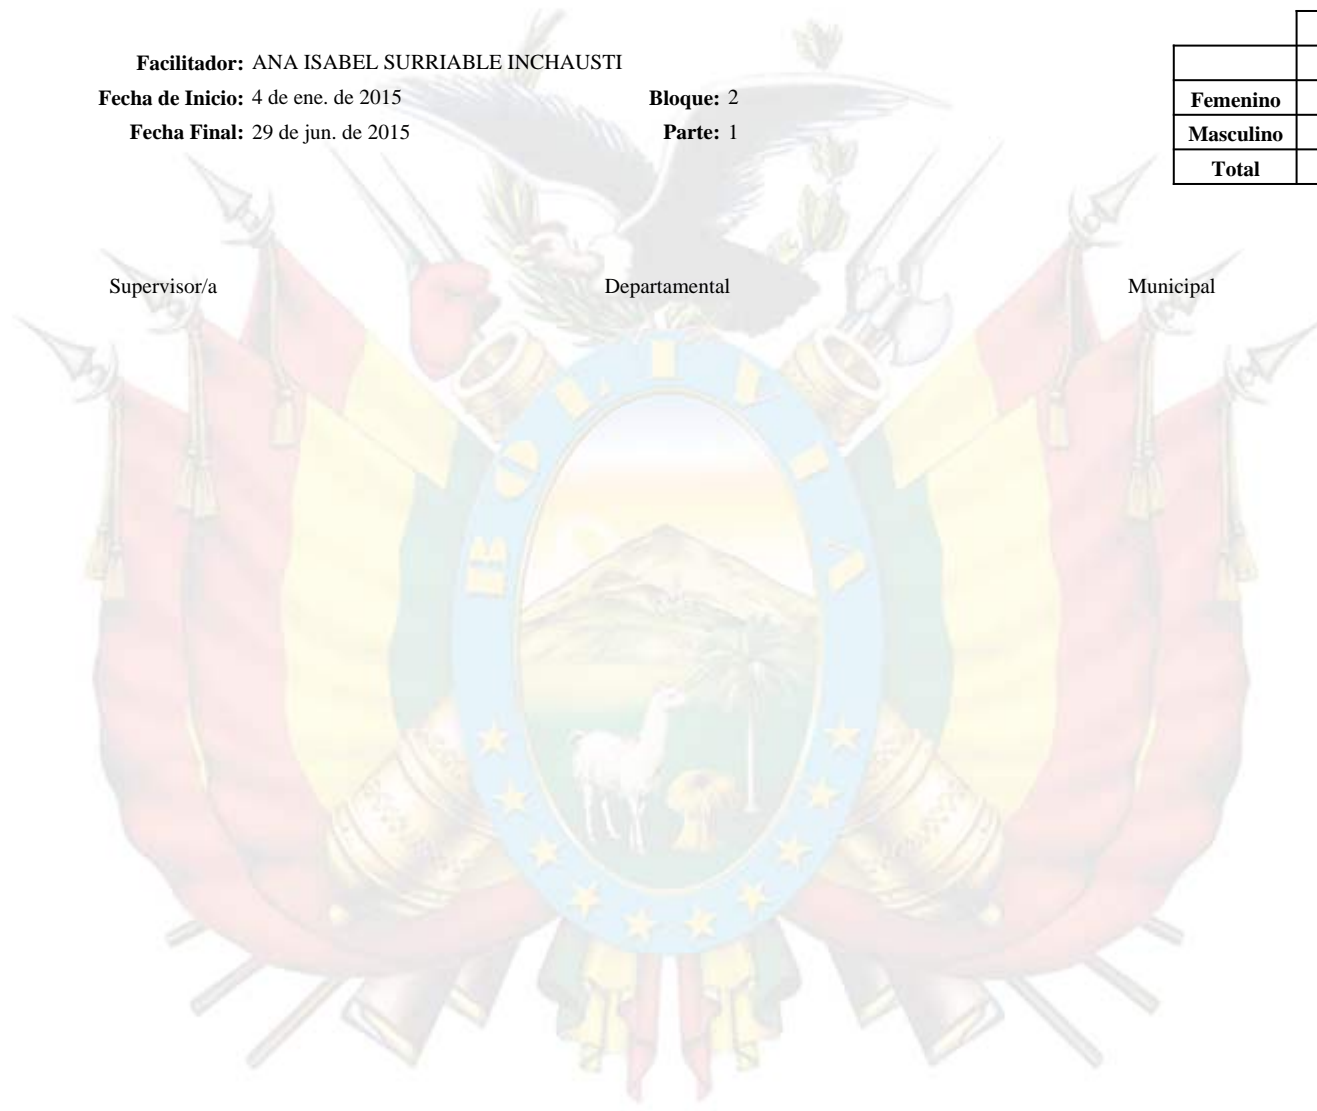 Facilitador: ANA ISABEL SURRIABLE INCHAUSTI
Fecha de Inicio: 4 de ene. de 2015 Bloque: 2
Fecha Final: 29 de jun. de 2015 Parte: 1
Femenino
Masculino
Total
Supervisor/a Departamental Municipal
BOLIVIA